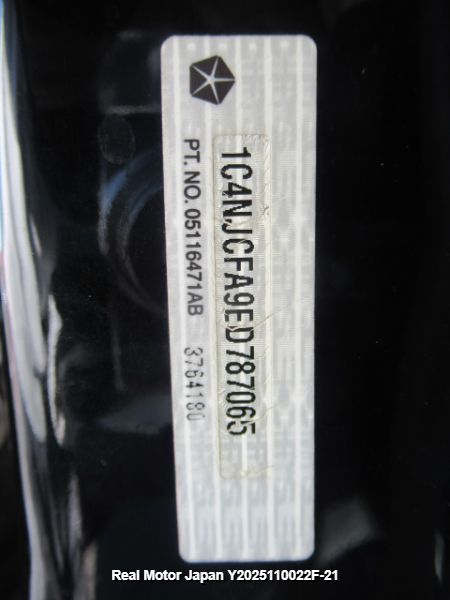 1C4NJCFA9ED787065
PT. NO. 05116471AB 3764180
Real Motor Japan Y2025110022F-21